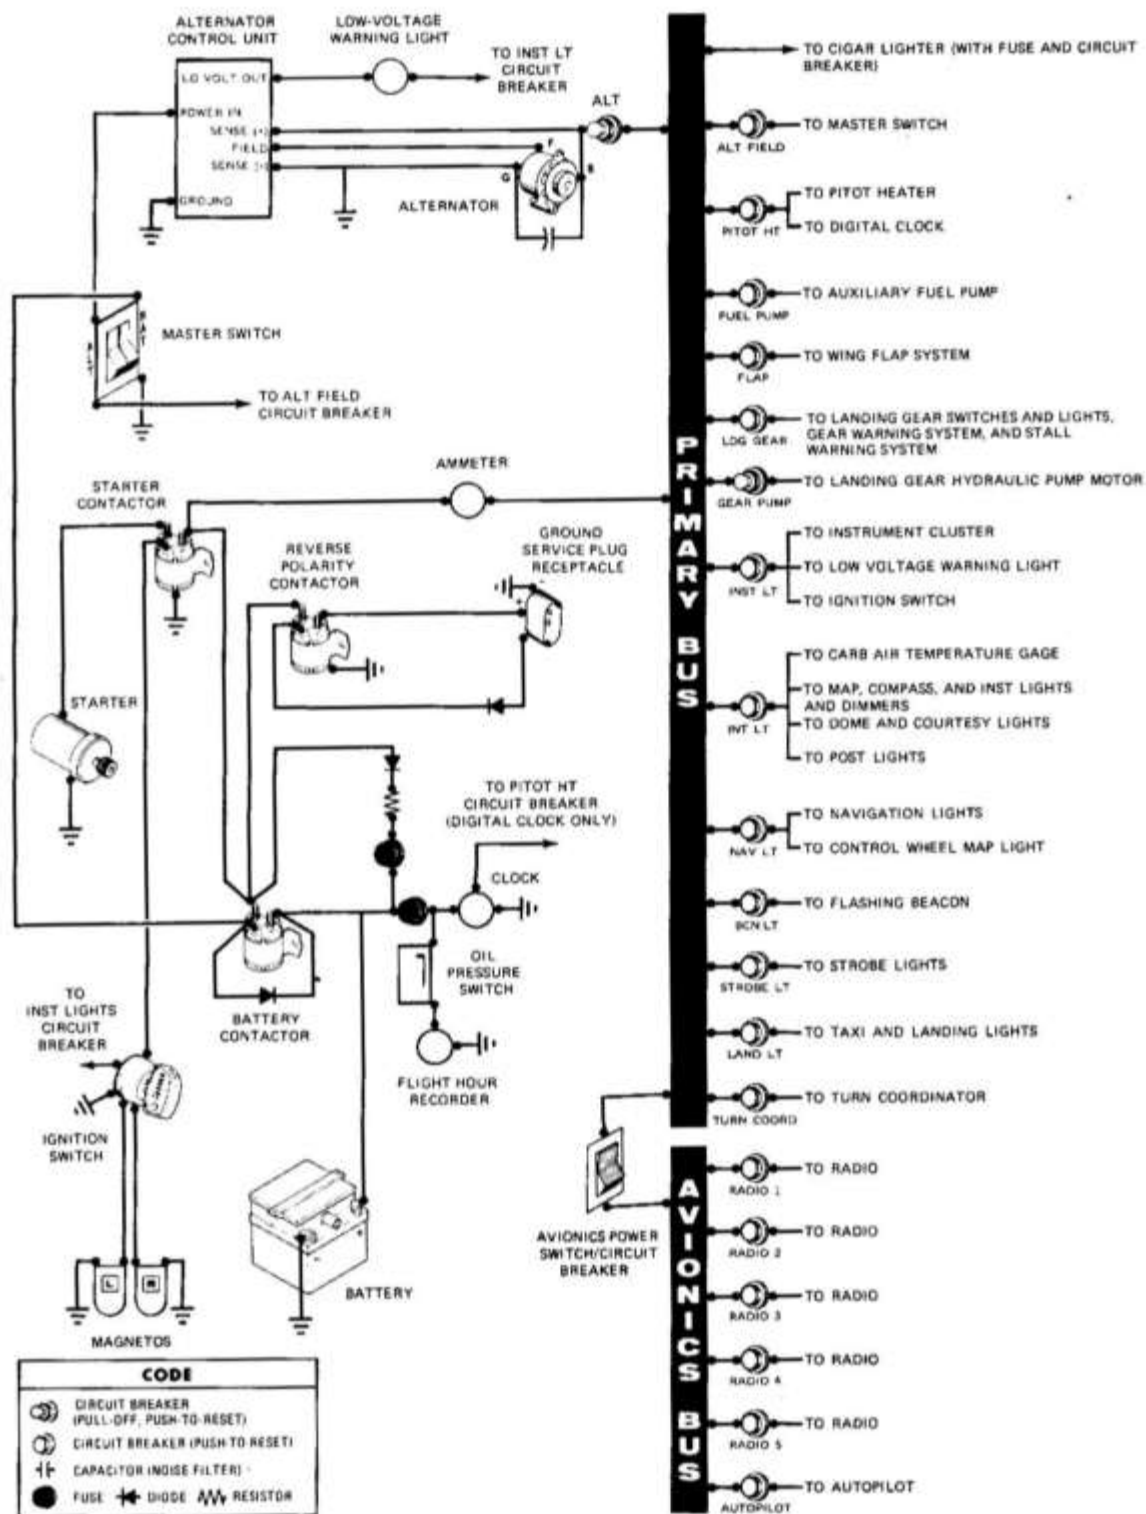 ALTERNATOR
CONTROL UNIT
LOW-VOLTAGE
WARNING LIGHT
LO VOLT OUT
POWER IN
SENSE (+)
FIELD
SENSE (-)
GROUND
TO INST LT
CIRCUIT
BREAKER
ALT
F
G
B
ALTERNATOR
BAT
ALT
MASTER SWITCH
TO ALT FIELD
CIRCUIT BREAKER
AMMETER
STARTER
CONTACTOR
REVERSE
POLARITY
CONTACTOR
GROUND
SERVICE PLUG
RECEPTACLE
+
STARTER
TO PITOT HT
CIRCUIT BREAKER
(DIGITAL CLOCK ONLY)
CLOCK
OIL
PRESSURE
SWITCH
BATTERY
CONTACTOR
FLIGHT HOUR
RECORDER
TO
INST LIGHTS
CIRCUIT
BREAKER
IGNITION
SWITCH
L
R
MAGNETOS
BATTERY
AVIONICS POWER
SWITCH/CIRCUIT
BREAKER
PRIMARY BUS
TO CIGAR LIGHTER (WITH FUSE AND CIRCUIT
BREAKER)
TO MASTER SWITCH
ALT FIELD
TO PITOT HEATER
PITOT HT
TO DIGITAL CLOCK
TO AUXILIARY FUEL PUMP
FUEL PUMP
TO WING FLAP SYSTEM
FLAP
TO LANDING GEAR SWITCHES AND LIGHTS,
GEAR WARNING SYSTEM, AND STALL
WARNING SYSTEM
LDG GEAR
TO LANDING GEAR HYDRAULIC PUMP MOTOR
GEAR PUMP
TO INSTRUMENT CLUSTER
TO LOW VOLTAGE WARNING LIGHT
INST LT
TO IGNITION SWITCH
TO CARB AIR TEMPERATURE GAGE
TO MAP, COMPASS, AND INST LIGHTS
AND DIMMERS
TO DOME AND COURTESY LIGHTS
INT LT
TO POST LIGHTS
TO NAVIGATION LIGHTS
NAV LT
TO CONTROL WHEEL MAP LIGHT
TO FLASHING BEACON
BCN LT
TO STROBE LIGHTS
STROBE LT
TO TAXI AND LANDING LIGHTS
LAND LT
TO TURN COORDINATOR
TURN COORD
AVIONICS BUS
TO RADIO
RADIO 1
TO RADIO
RADIO 2
TO RADIO
RADIO 3
TO RADIO
RADIO 4
TO RADIO
RADIO 5
TO AUTOPILOT
AUTOPILOT
CODE
CIRCUIT BREAKER
(PULL-OFF, PUSH-TO-RESET)
CIRCUIT BREAKER (PUSH-TO-RESET)
CAPACITOR (NOISE FILTER)
FUSE DIODE RESISTOR